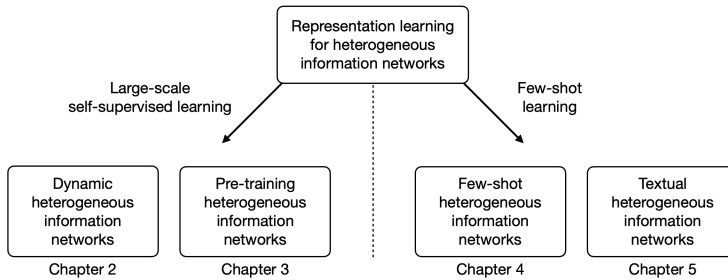 Representation learning
for heterogeneous
information networks
Large-scale
self-supervised learning
Few-shot
learning
Dynamic
heterogeneous
information
networks
Chapter 2
Pre-training
heterogeneous
information
networks
Chapter 3
Few-shot
heterogeneous
information
networks
Chapter 4
Textual
heterogeneous
information
networks
Chapter 5